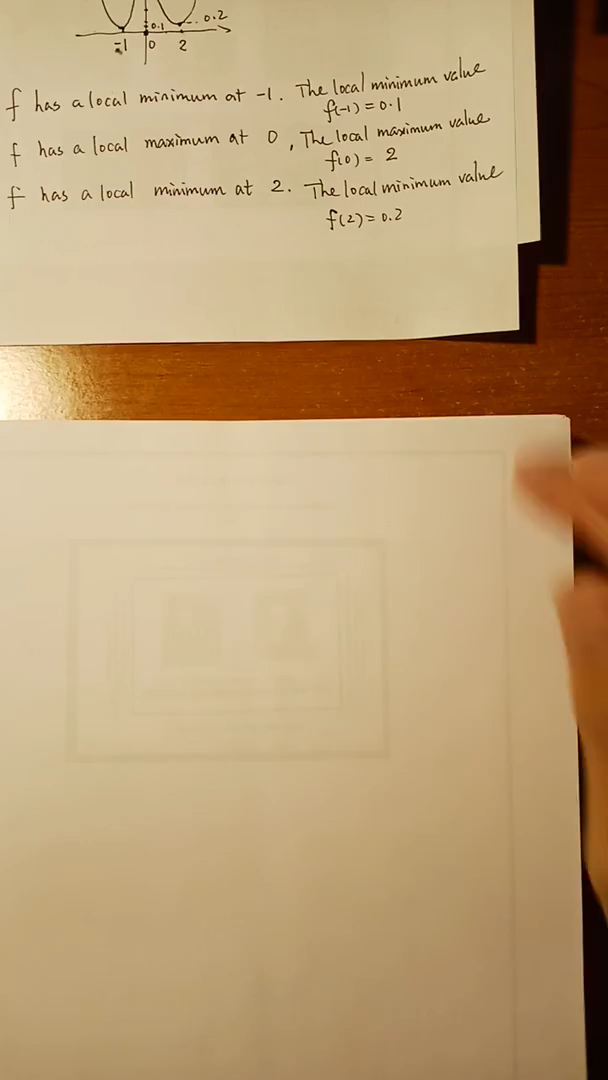 0.1
0.2
-1 0 2
f has a local minimum at -1. The local minimum value
f(-1) = 0.1
f has a local maximum at 0, The local maximum value
f(0) = 2
f has a local minimum at 2. The local minimum value
f(2) = 0.2